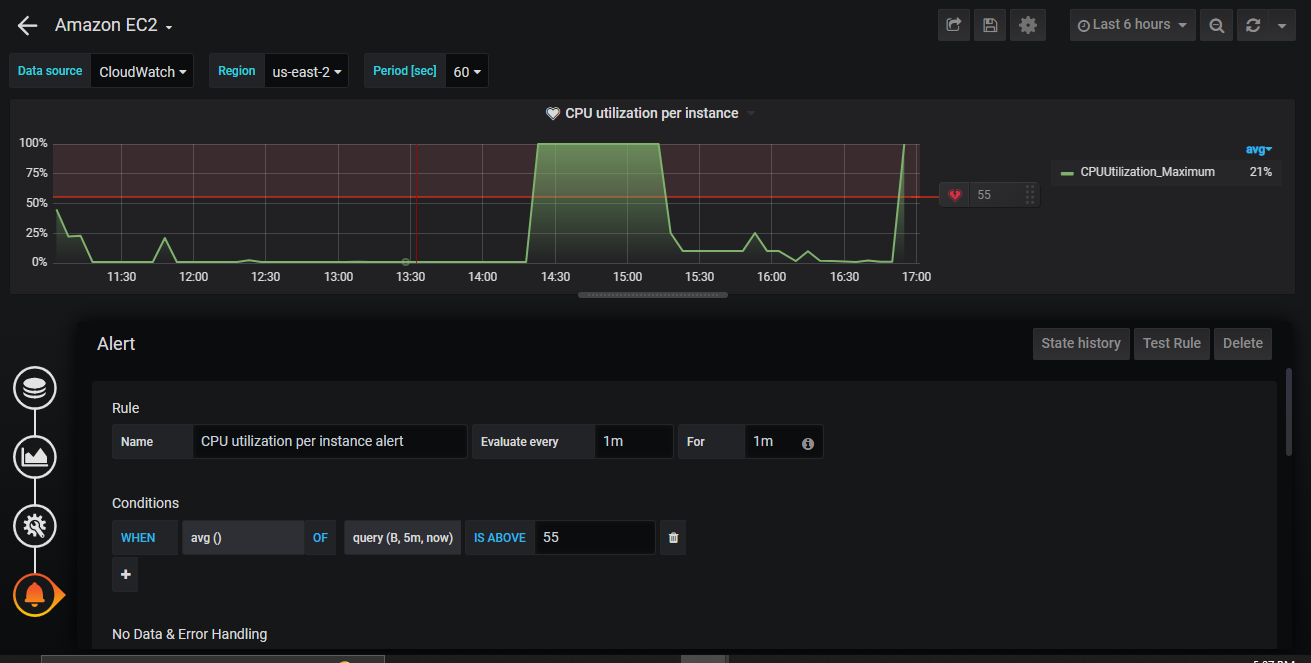 Amazon EC2
Last 6 hours
Data source CloudWatch Region us-east-2 Period [sec] 60
CPU utilization per instance
100%
75%
50%
25%
0%
11:30 12:00 12:30 13:00 13:30 14:00 14:30 15:00 15:30 16:00 16:30 17:00
55
avg
CPUUtilization_Maximum 21%
Alert
State history Test Rule Delete
Rule
Name CPU utilization per instance alert Evaluate every 1m For 1m
Conditions
WHEN avg () OF query (B, 5m, now) IS ABOVE 55
+
No Data & Error Handling